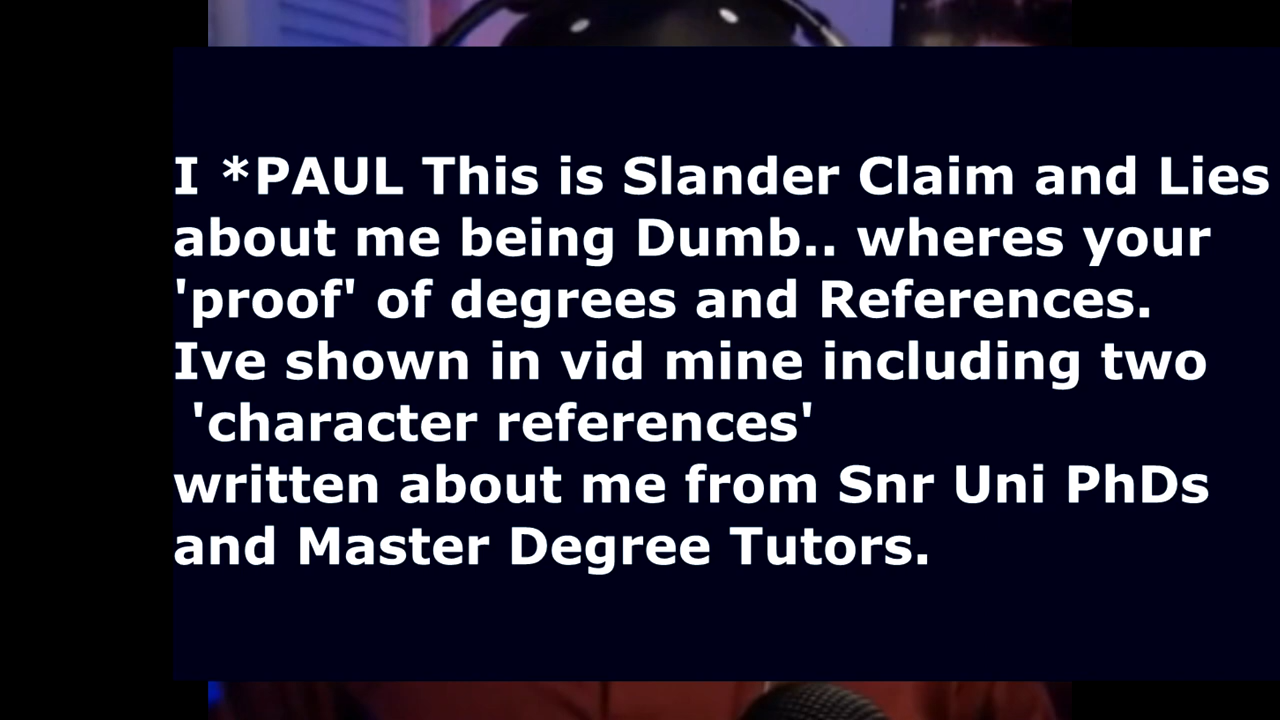 I *PAUL This is Slander Claim and Lies
about me being Dumb.. wheres your
'proof' of degrees and References.
Ive shown in vid mine including two
'character references'
written about me from Snr Uni PhDs
and Master Degree Tutors.